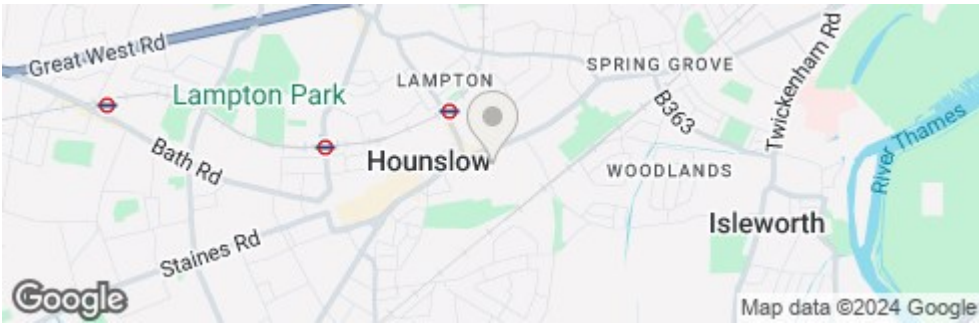 Great West Rd
LAMPTON
SPRING GROVE
Twickenham Rd
Lampton Park
B363
River Thames
Bath Rd
Hounslow
WOODLANDS
Isleworth
Staines Rd
Google
Map data ©2024 Google